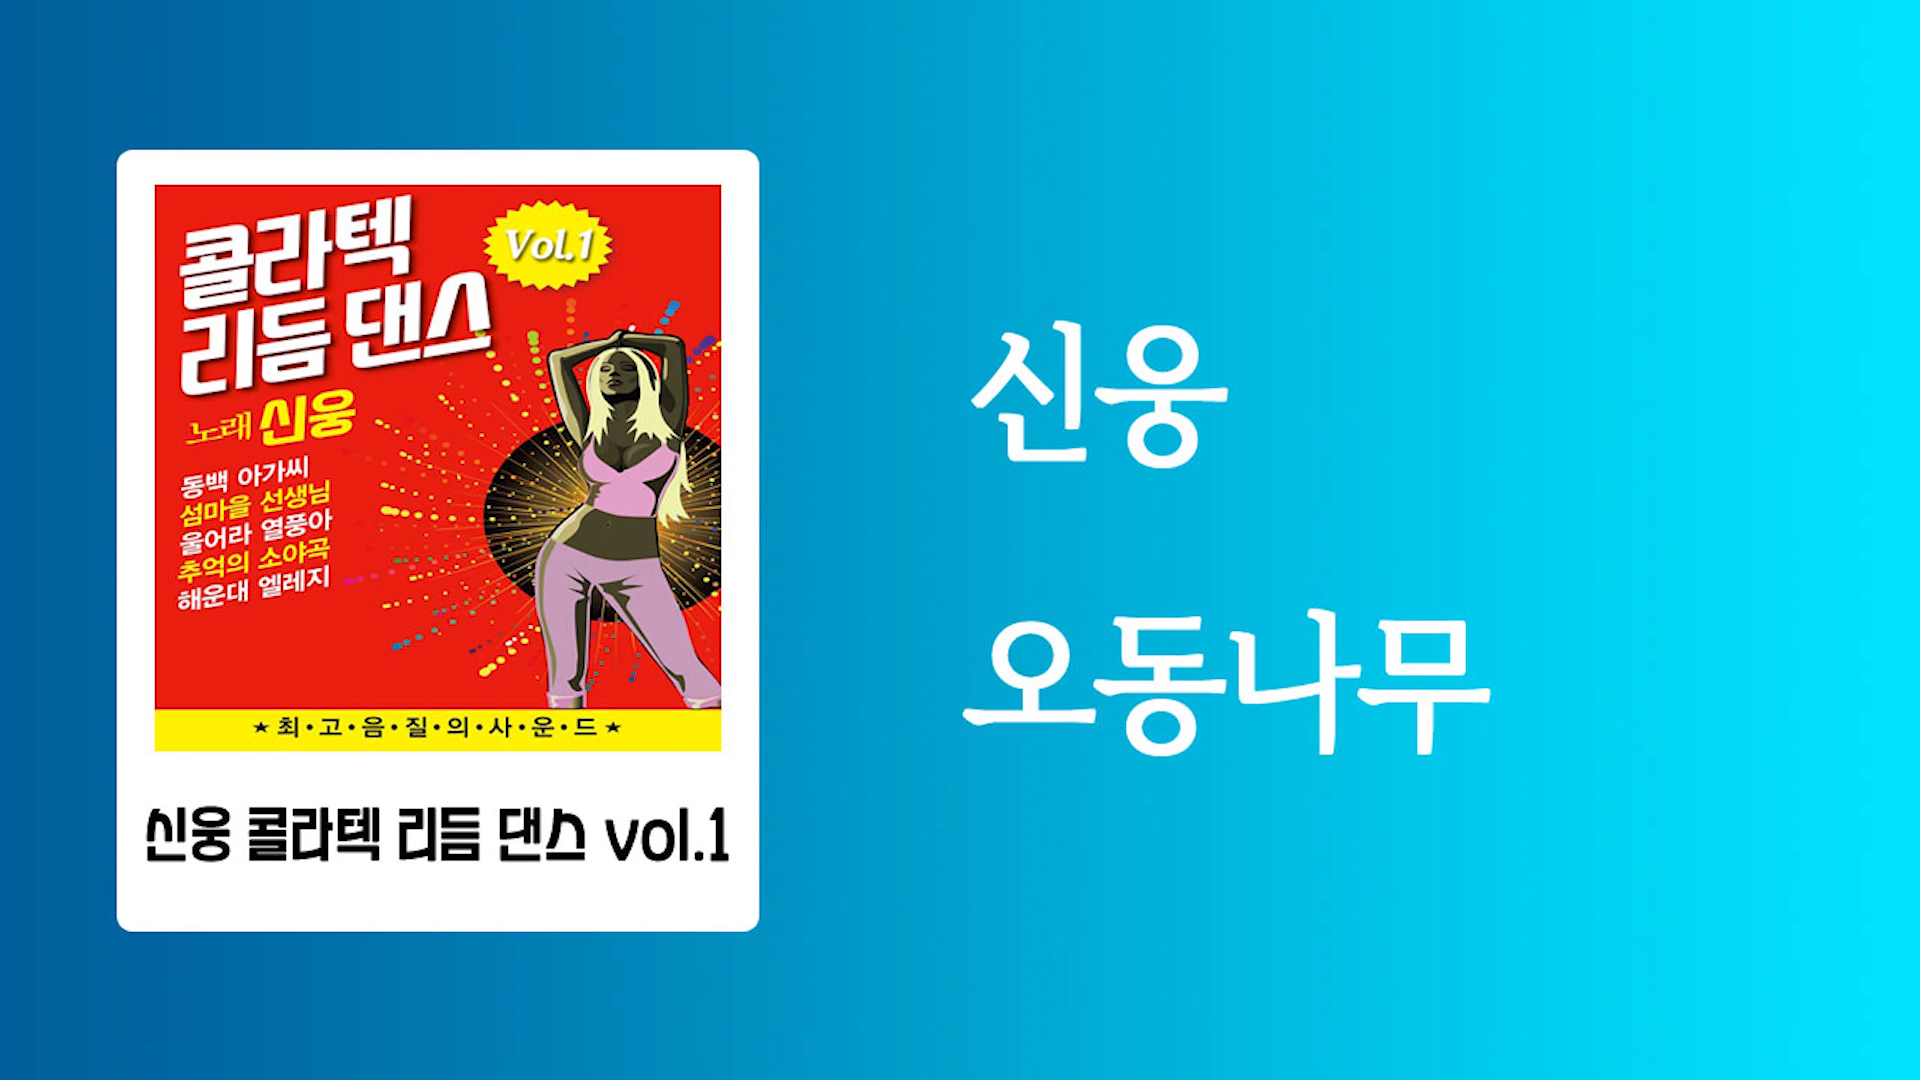 콜라텍
리듬 댄스
Vol.1
노래 신웅
동백 아가씨
섬마을 선생님
울어라 열풍아
추억의 소야곡
해운대 엘레지
★최•고•음•질•의•사•운•드★
신웅 콜라텍 리듬 댄스 vol.1
신웅
오동나무